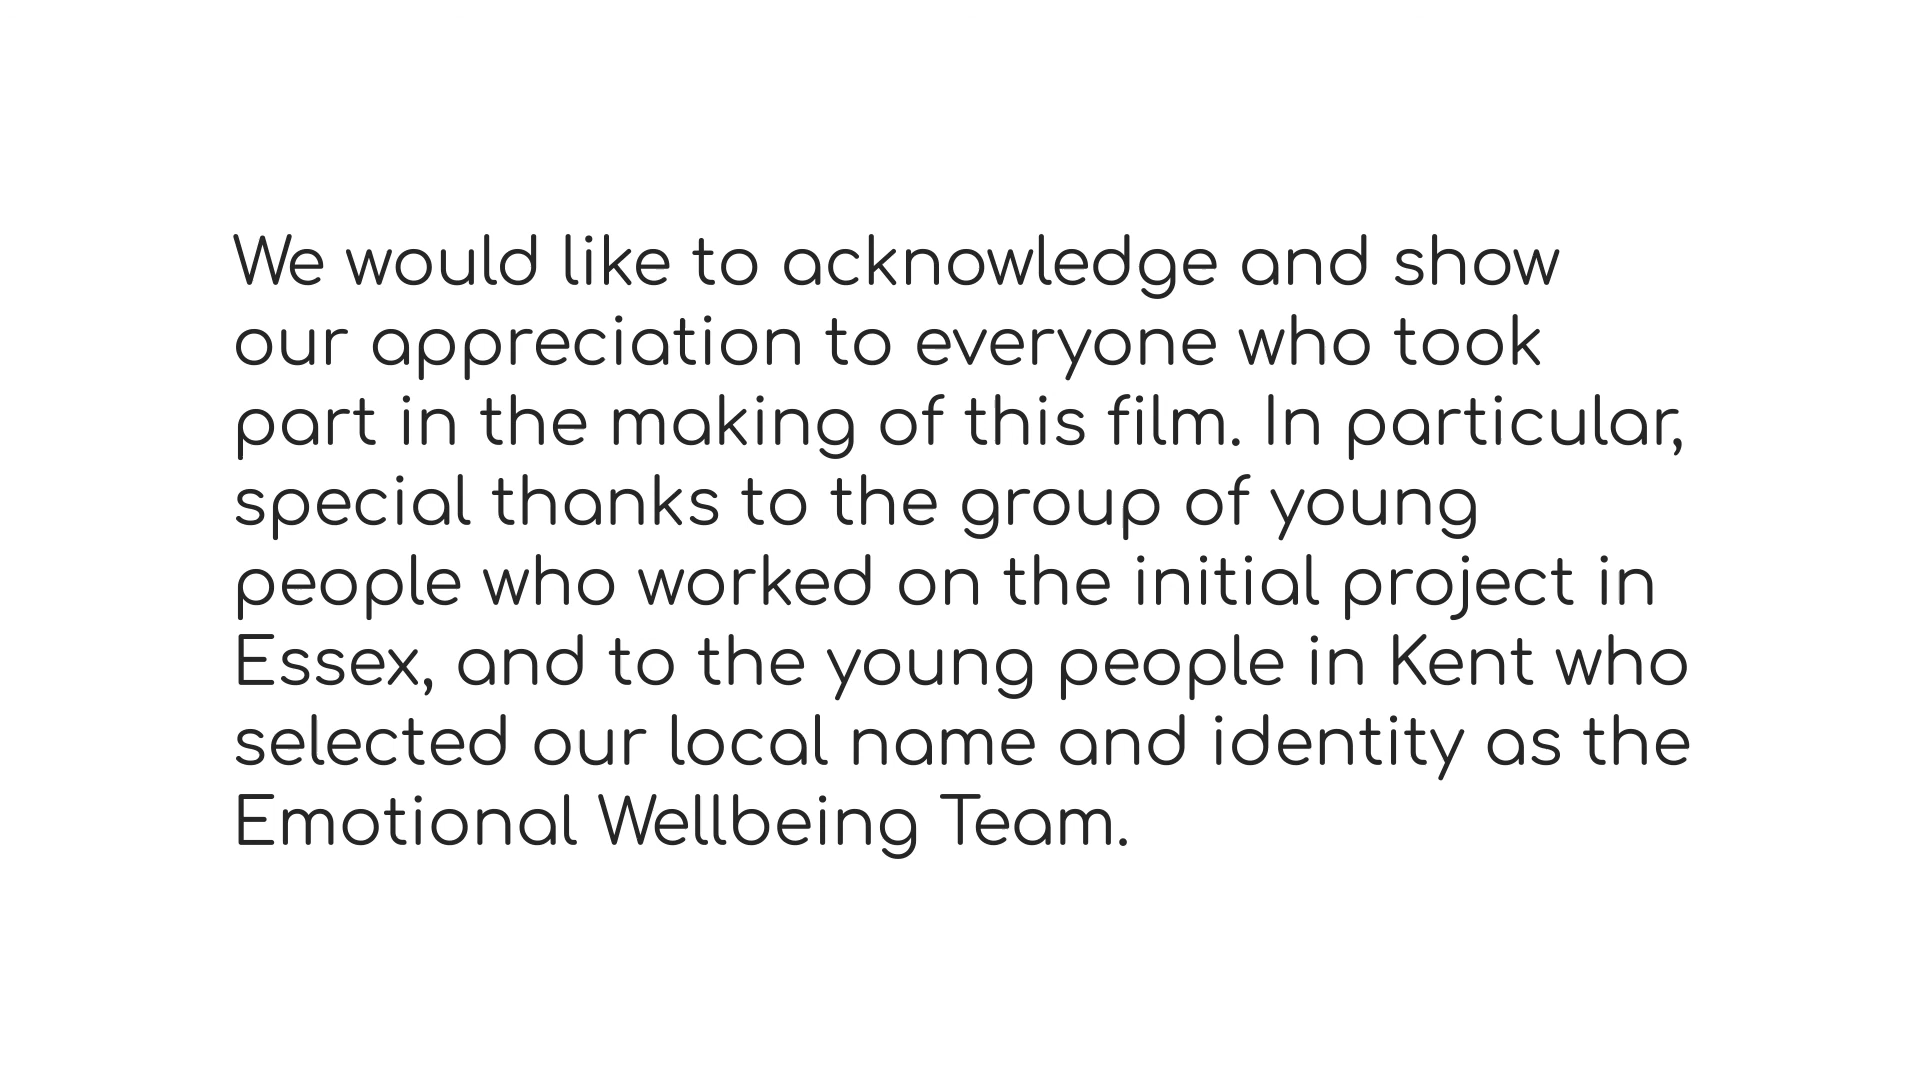 We would like to acknowledge and show
our appreciation to everyone who took
part in the making of this film. In particular,
special thanks to the group of young
people who worked on the initial project in
Essex, and to the young people in Kent who
selected our local name and identity as the
Emotional Wellbeing Team.